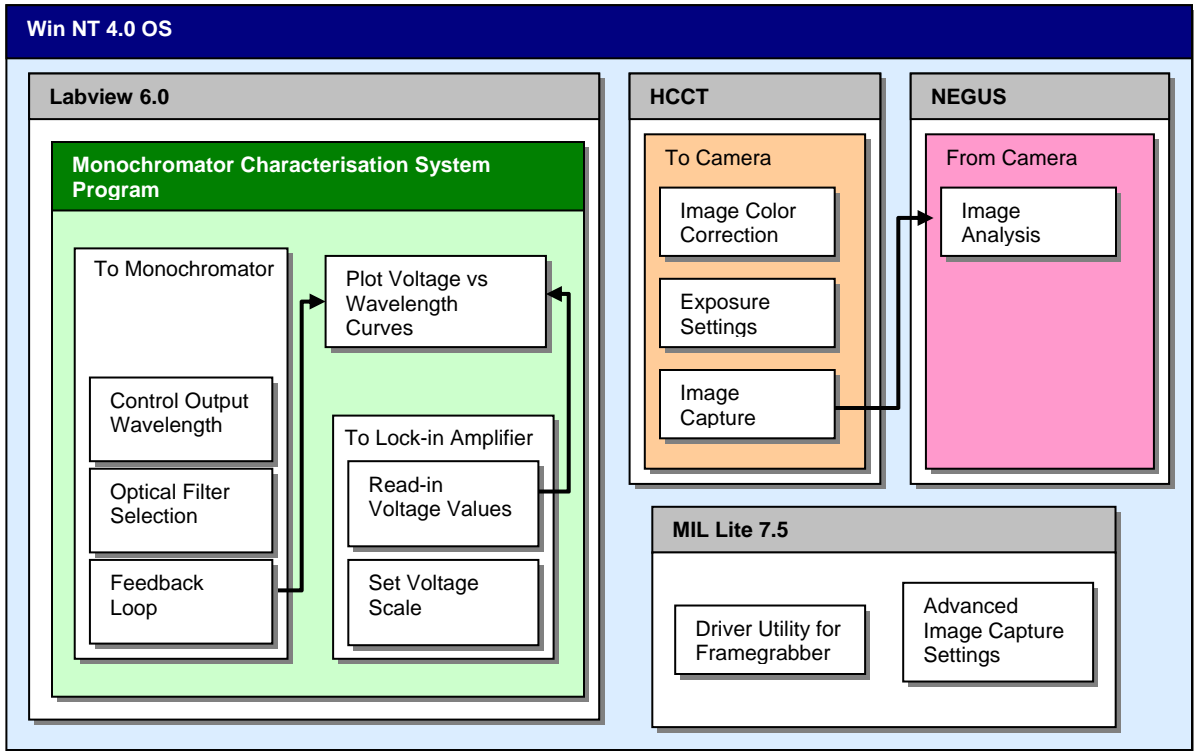 Win NT 4.0 OS
Labview 6.0
Monochromator Characterisation System
Program
To Monochromator
Control Output
Wavelength
Optical Filter
Selection
Feedback
Loop
Plot Voltage vs
Wavelength
Curves
To Lock-in Amplifier
Read-in
Voltage Values
Set Voltage
Scale
HCCT
To Camera
Image Color
Correction
Exposure
Settings
Image
Capture
NEGUS
From Camera
Image
Analysis
MIL Lite 7.5
Driver Utility for
Framegrabber
Advanced
Image Capture
Settings